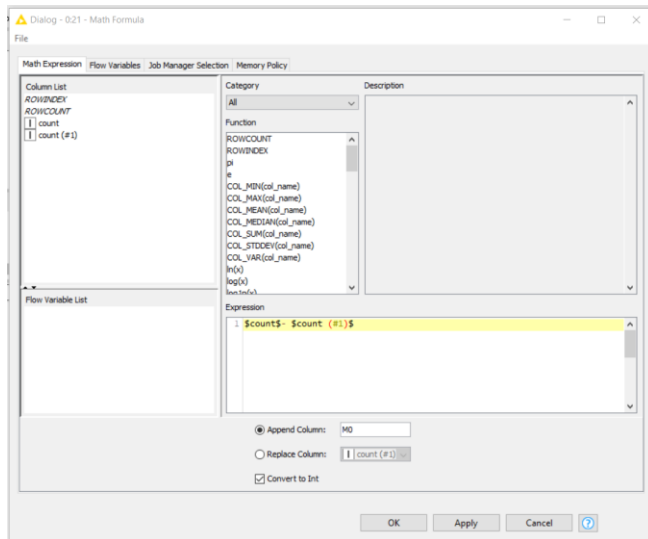 Dialog - 0:21 - Math Formula
File
Math Expression Flow Variables Job Manager Selection Memory Policy
Column List
ROWINDEX
ROWCOUNT
I count
I count (#1)
Flow Variable List
Category
All
Function
ROWCOUNT
ROWINDEX
pi
e
COL_MIN(col_name)
COL_MAX(col_name)
COL_MEAN(col_name)
COL_MEDIAN(col_name)
COL_SUM(col_name)
COL_STDDEV(col_name)
COL_VAR(col_name)
ln(x)
log(x)
Description
Expression
1 $count$- $count (#1)$
Append Column: M0
Replace Column: I count (#1)
Convert to Int
OK Apply Cancel ?